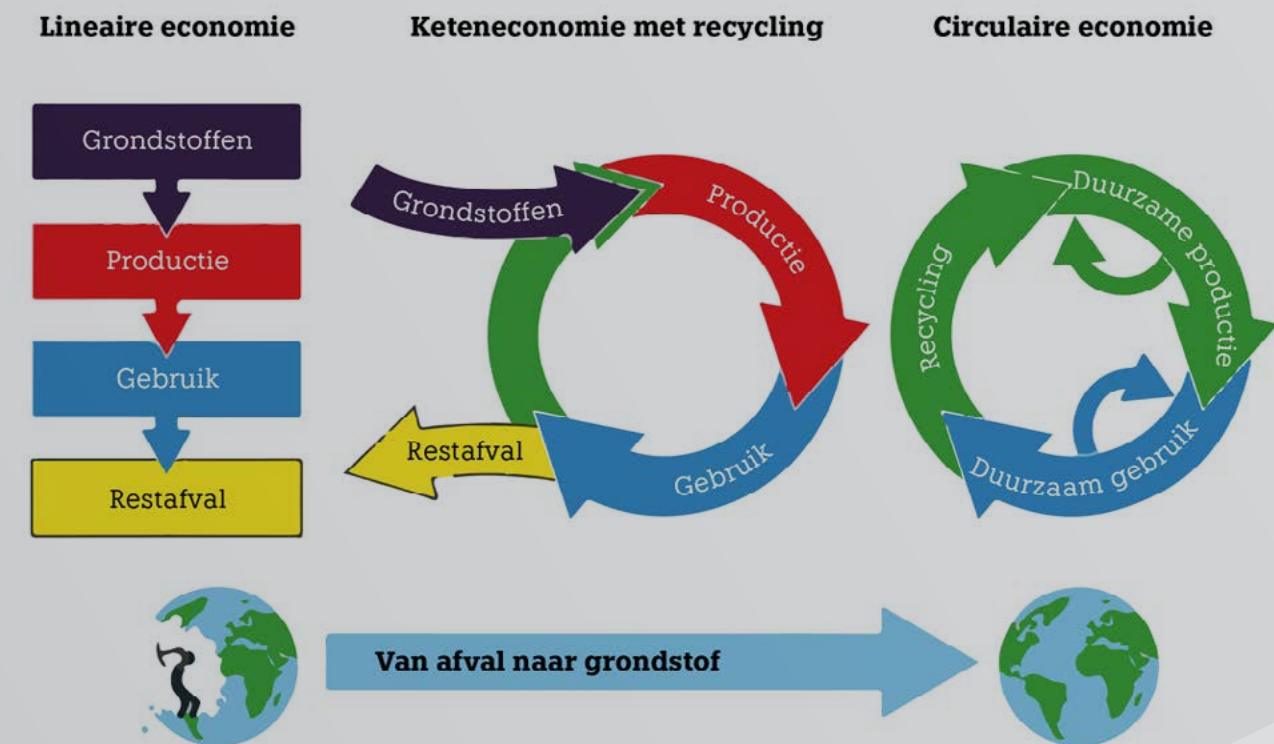 Lineaire economie
Keteneconomie met recycling
Circulaire economie
Grondstoffen
Productie
Gebruik
Restafval
Grondstoffen
Productie
Gebruik
Restafval
Duurzame productie
Duurzaam gebruik
Recycling
Van afval naar grondstof